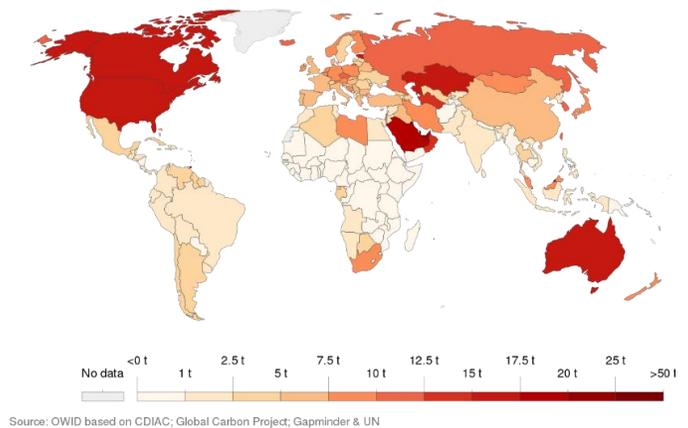 <0 t 2.5 t 7.5 t 12.5 t 17.5 t 25 t
No data 1 t 5 t 10 t 15 t 20 t >50 t
Source: OWID based on CDIAC; Global Carbon Project; Gapminder & UN